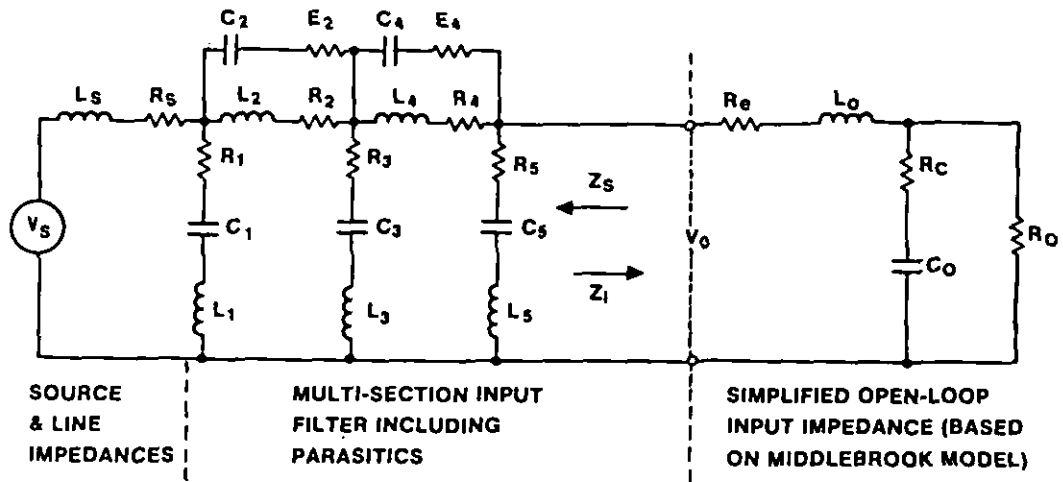 C2 E2 C4 E4
LS RS L2 R2 L4 R4 Re LO
R1 R3 R5 RC
ZS
VS C1 C3 C5 VO RO
ZI CO
L1 L3 L5
SOURCE
& LINE
IMPEDANCES
MULTI-SECTION INPUT
FILTER INCLUDING
PARASITICS
SIMPLIFIED OPEN-LOOP
INPUT IMPEDANCE (BASED
ON MIDDLEBROOK MODEL)